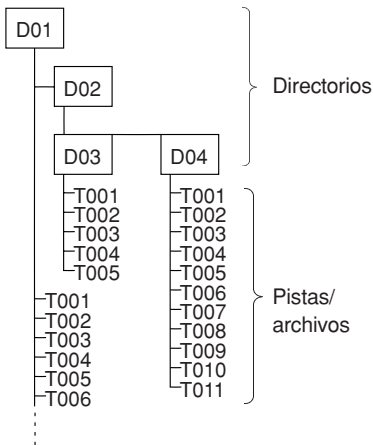 D01
D02
Directorios
D03
D04
T001
T002
T003
T004
T005
T001
T002
T003
T004
T005
T006
T007
T008
T009
T010
T011
Pistas/
archivos
T001
T002
T003
T004
T005
T006